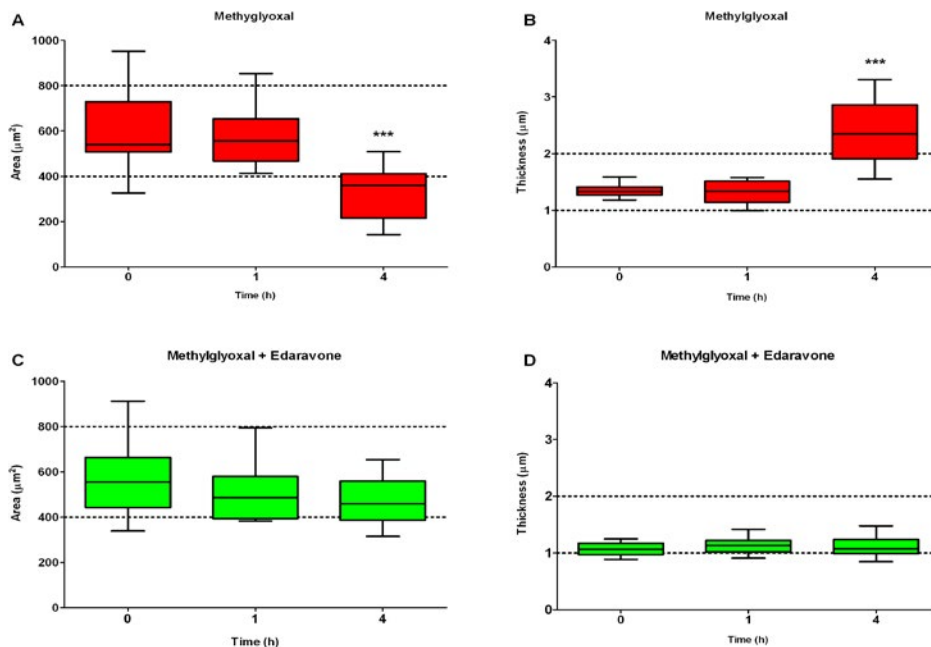 A
Methyglyoxal
1000
800
600
400
200
0
Area (μm²)
***
0 1 4
Time (h)
B
Methylglyoxal
4
3
2
1
0
Thickness (μm)
***
0 1 4
Time (h)
C
Methylglyoxal + Edaravone
1000
800
600
400
200
0
Area (μm²)
0 1 4
Time (h)
D
Methylglyoxal + Edaravone
4
3
2
1
0
Thickness (μm)
0 1 4
Time (h)